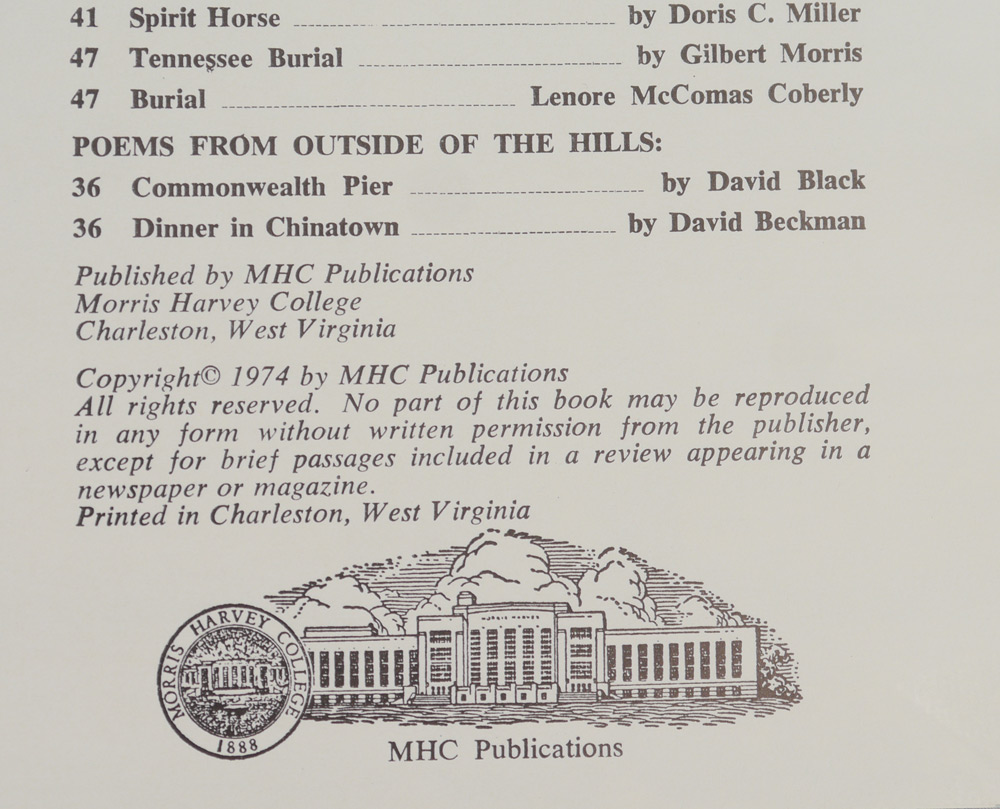 41 Spirit Horse ........................ by Doris C. Miller
47 Tennessee Burial ........................ by Gilbert Morris
47 Burial ........................ Lenore McComas Coberly
POEMS FROM OUTSIDE OF THE HILLS:
36 Commonwealth Pier ........................ by David Black
36 Dinner in Chinatown ........................ by David Beckman
Published by MHC Publications
Morris Harvey College
Charleston, West Virginia
Copyright© 1974 by MHC Publications
All rights reserved. No part of this book may be reproduced
in any form without written permission from the publisher,
except for brief passages included in a review appearing in a
newspaper or magazine.
Printed in Charleston, West Virginia
MORRIS HARVEY
MORRIS HARVEY COLLEGE
1888
MHC Publications